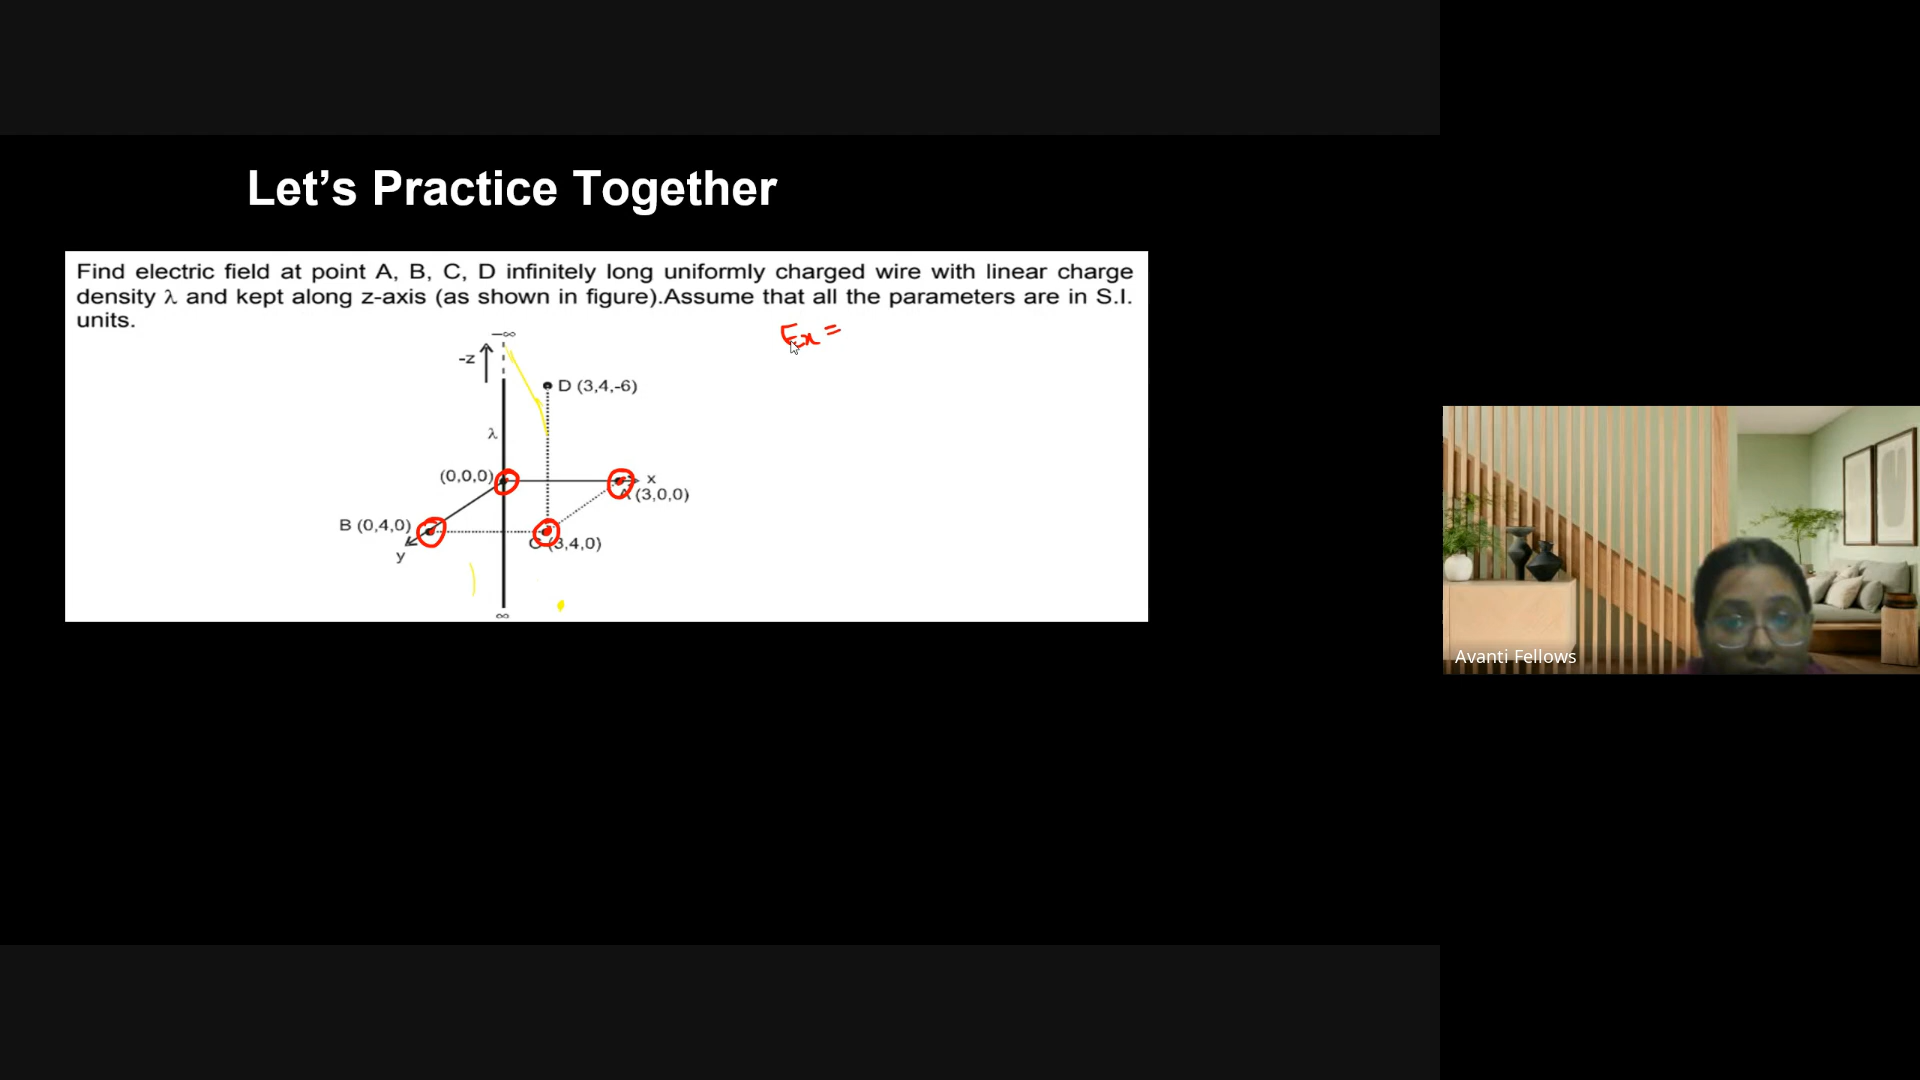 Let’s Practice Together
Find electric field at point A, B, C, D infinitely long uniformly charged wire with linear charge
density λ and kept along z-axis (as shown in figure).Assume that all the parameters are in S.I.
units.
Ex =
−∞
-z
D (3,4,-6)
λ
(0,0,0)
x
A (3,0,0)
B (0,4,0)
C (3,4,0)
y
∞
Avanti Fellows